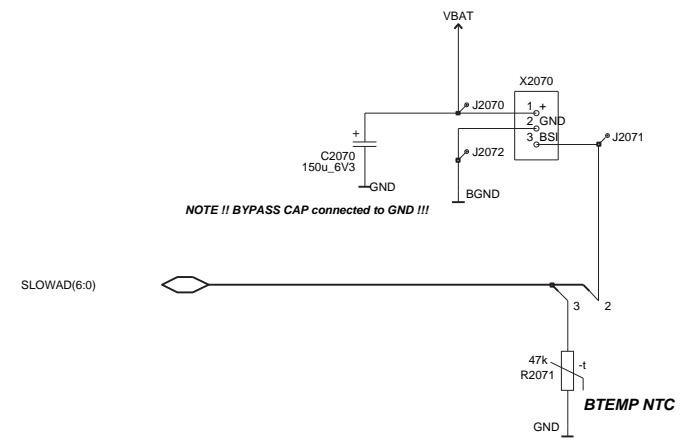 VBAT
X2070
J2070
1 +
2 GND
3 BSI
J2071
+
C2070
150u_6V3
J2072
GND
BGND
NOTE !! BYPASS CAP connected to GND !!!
SLOWAD(6:0)
3
2
47k
-t
R2071
BTEMP NTC
GND